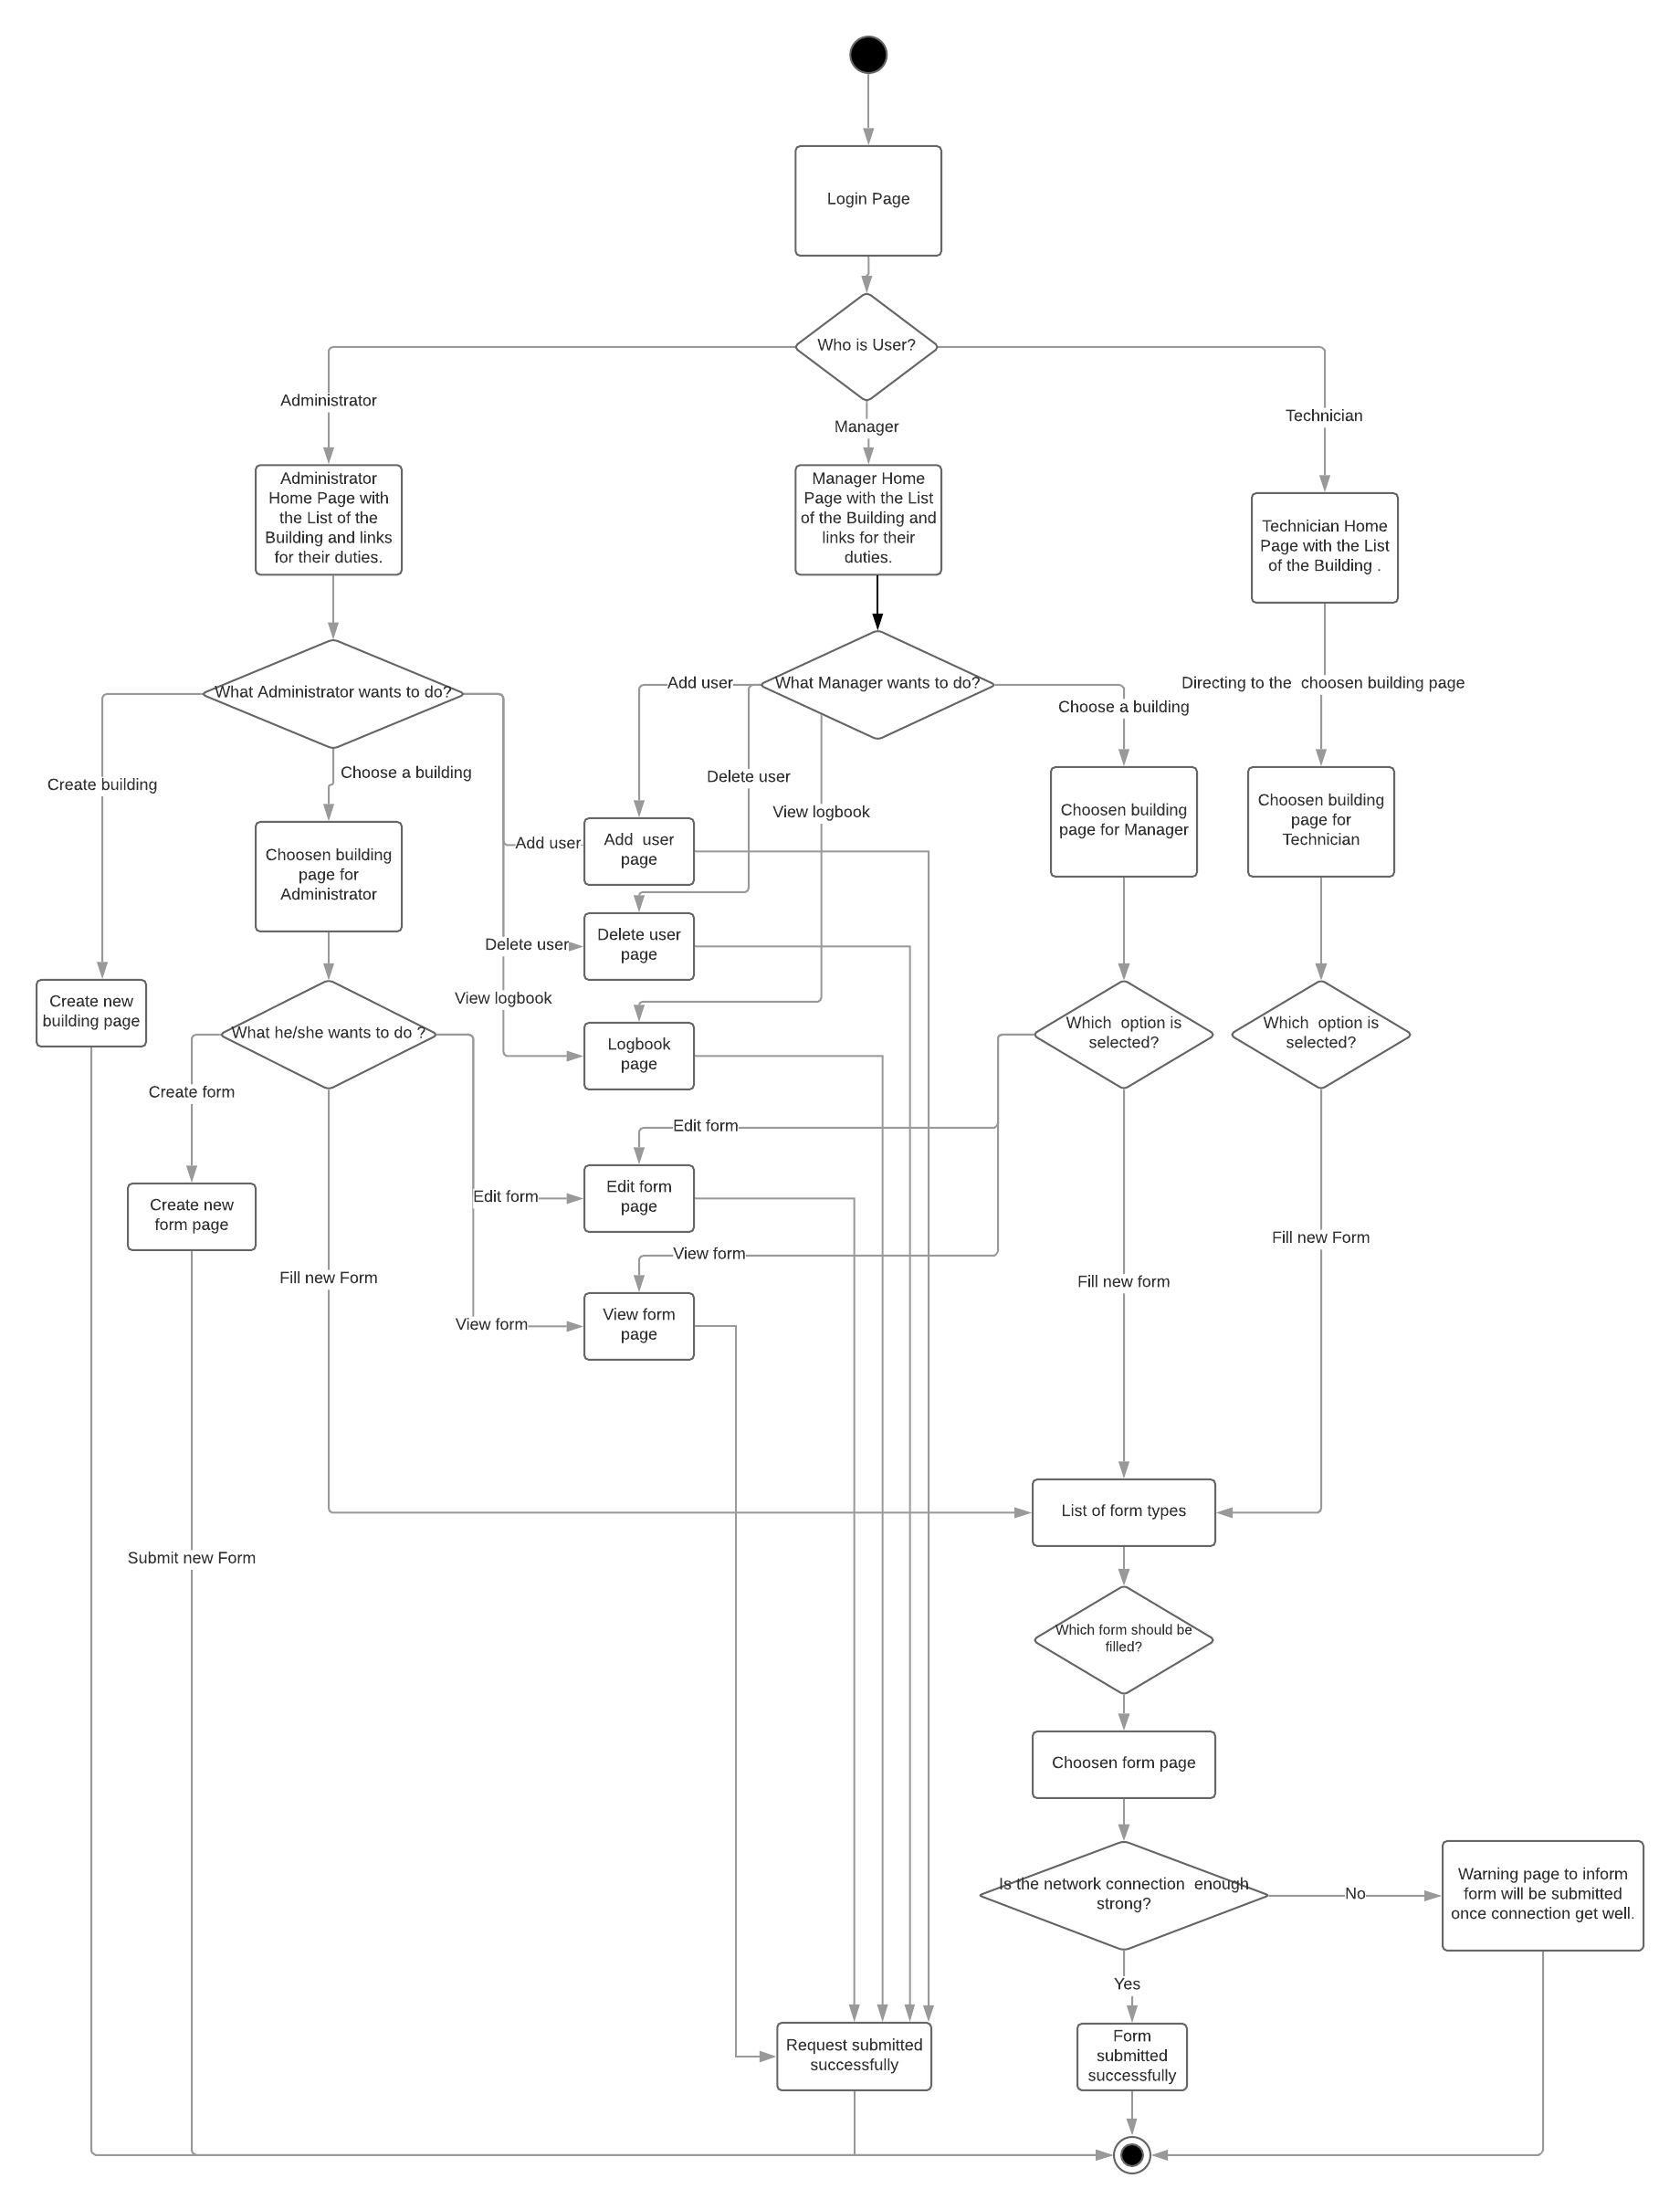 Login Page
Who is User?
Administrator
Manager
Technician
Administrator
Home Page with
the List of the
Building and links
for their duties.
Manager Home
Page with the List
of the Building and
links for their
duties.
Technician Home
Page with the List
of the Building .
What Administrator wants to do?
Add user
What Manager wants to do?
Directing to the  choosen building page
Choose a building
Choose a building
Delete user
Create building
View logbook
Choosen building
page for Manager
Choosen building
page for
Technician
Choosen building
page for
Administrator
Add user
Add  user
page
Delete user
Delete user
page
View logbook
Create new
building page
What he/she wants to do ?
Logbook
page
Which  option is
selected?
Which  option is
selected?
Create form
Edit form
Edit form
Edit form
page
Create new
form page
Fill new Form
View form
Fill new Form
Fill new form
View form
View form
page
List of form types
Submit new Form
Which form should be
filled?
Choosen form page
Is the network connection  enough
strong?
No
Warning page to inform
form will be submitted
once connection get well.
Yes
Request submitted
successfully
Form
submitted
successfully